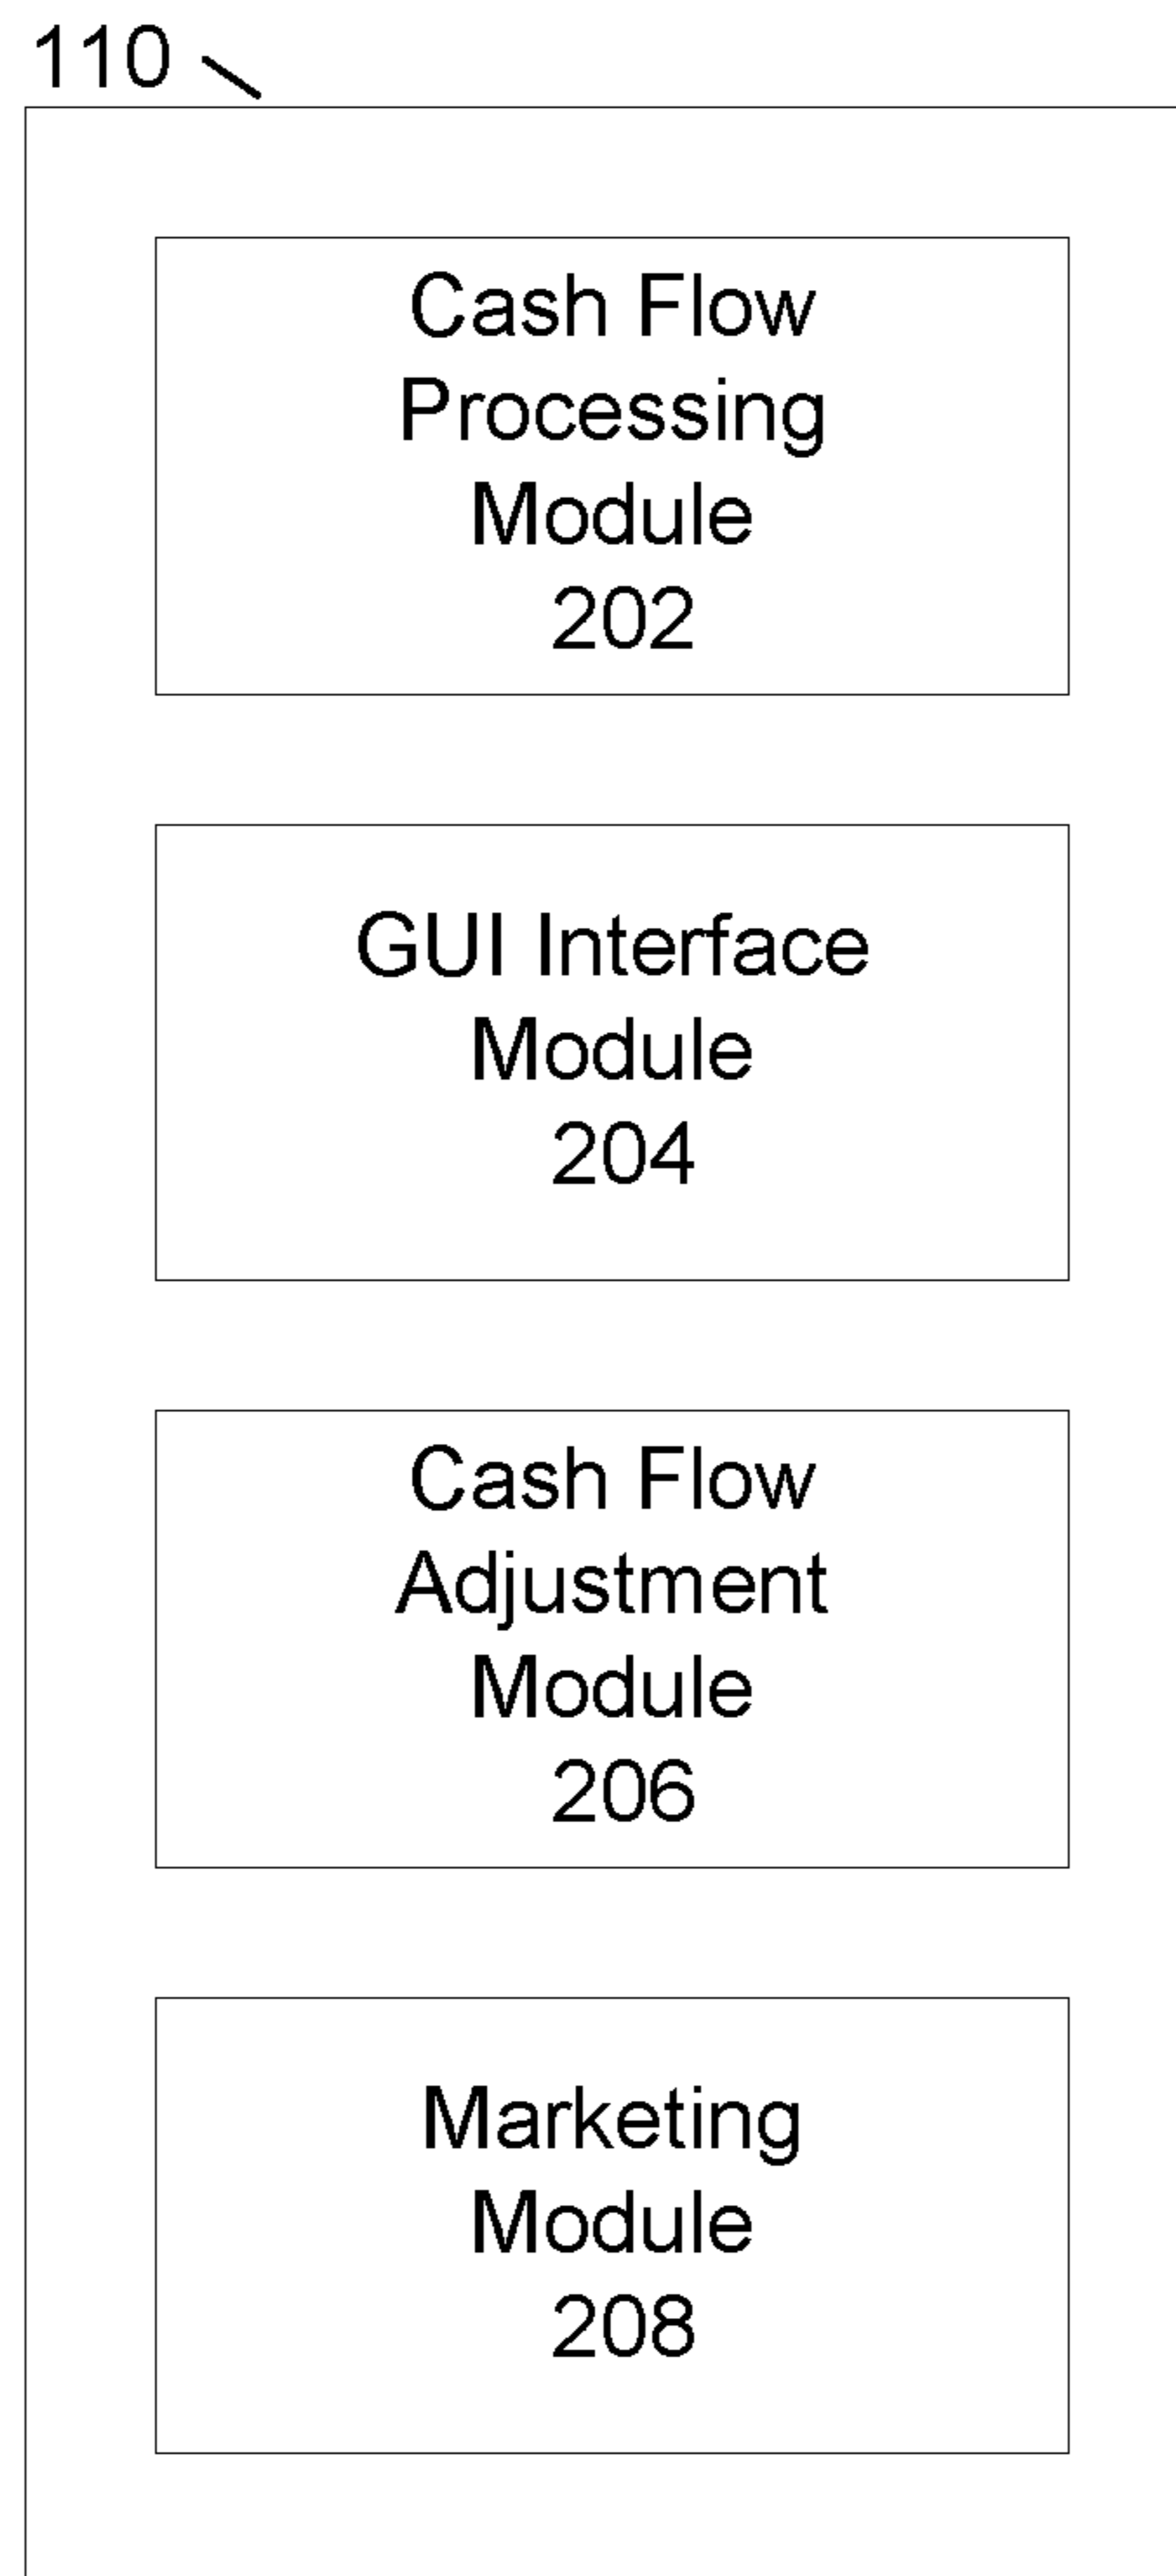 110
Cash Flow
Processing
Module
202
GUI Interface
Module
204
Cash Flow
Adjustment
Module
206
Marketing
Module
208